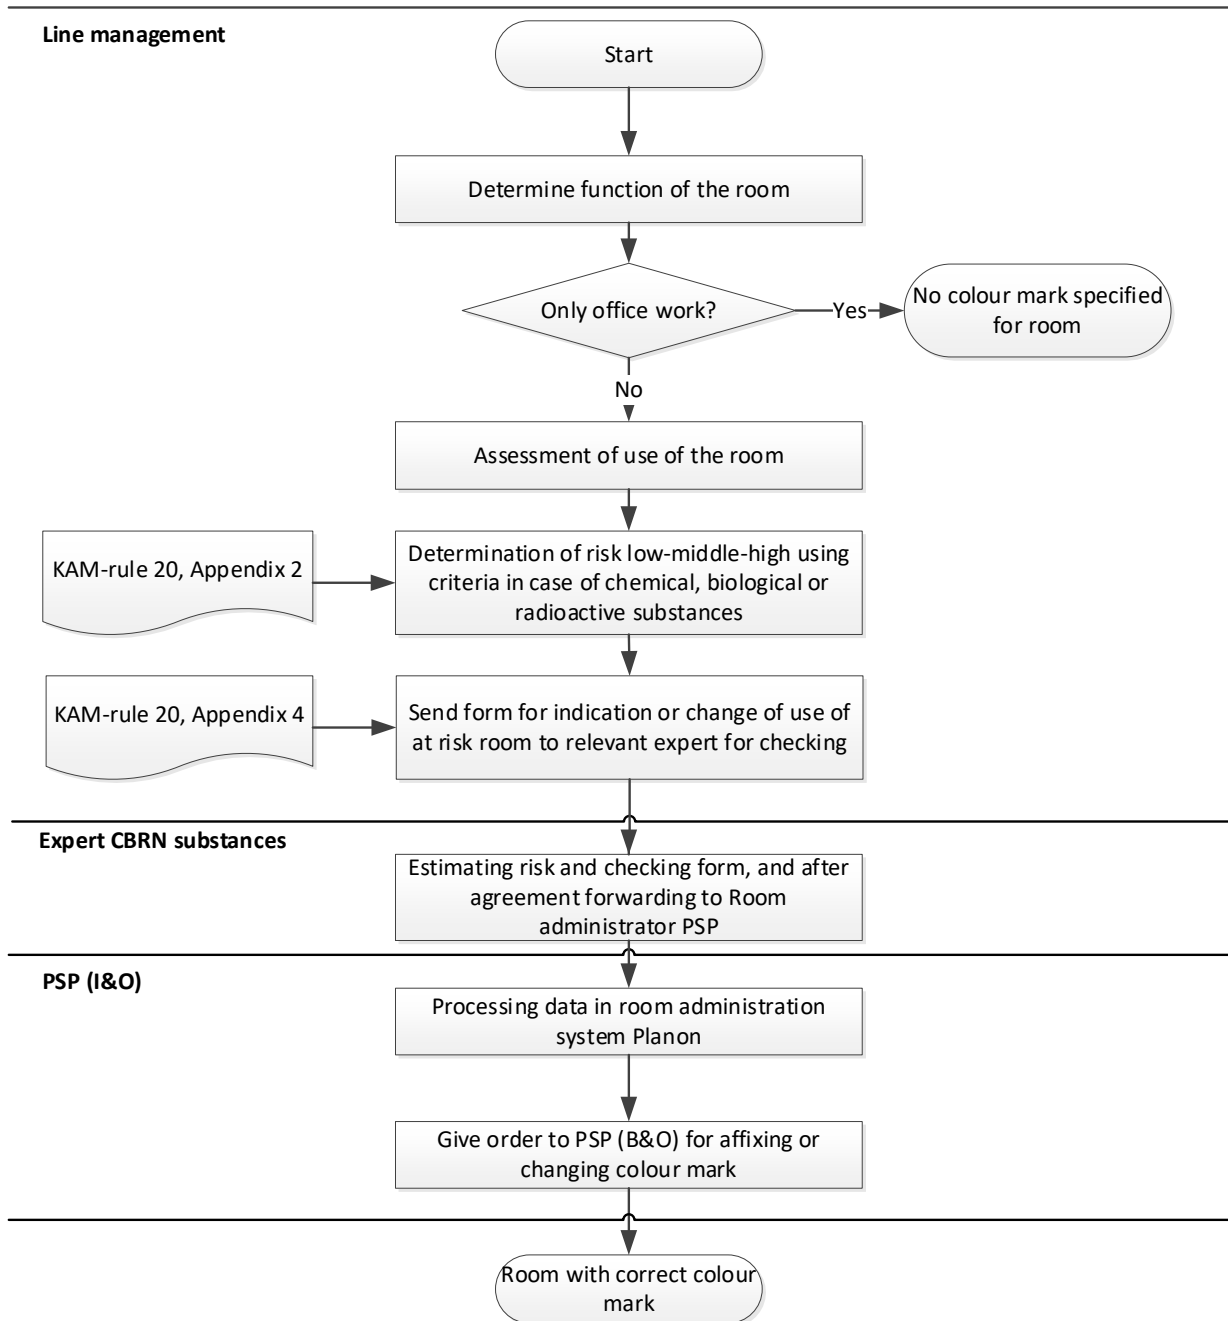 Line management
Start
Determine function of the room
Only office work?
Yes
No colour mark specified
for room
No
Assessment of use of the room
KAM-rule 20, Appendix 2
Determination of risk low-middle-high using
criteria in case of chemical, biological or
radioactive substances
KAM-rule 20, Appendix 4
Send form for indication or change of use of
at risk room to relevant expert for checking
Expert CBRN substances
Estimating risk and checking form, and after
agreement forwarding to Room
administrator PSP
PSP (I&O)
Processing data in room administration
system Planon
Give order to PSP (B&O) for affixing or
changing colour mark
Room with correct colour
mark